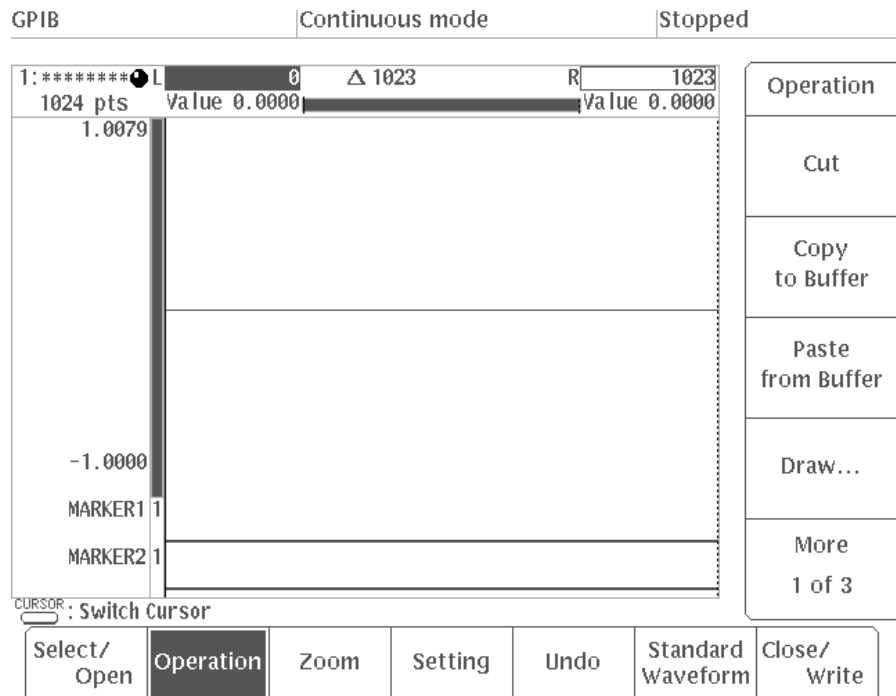 GPIB Continuous mode Stopped
1:******** L 0 Δ 1023 R 1023
1024 pts Value 0.0000 Value 0.0000
1.0079
-1.0000
MARKER1 1
MARKER2 1
CURSOR : Switch Cursor
Operation
Cut
Copy
to Buffer
Paste
from Buffer
Draw...
More
1 of 3
Select/
Open
Operation
Zoom
Setting
Undo
Standard
Waveform
Close/
Write